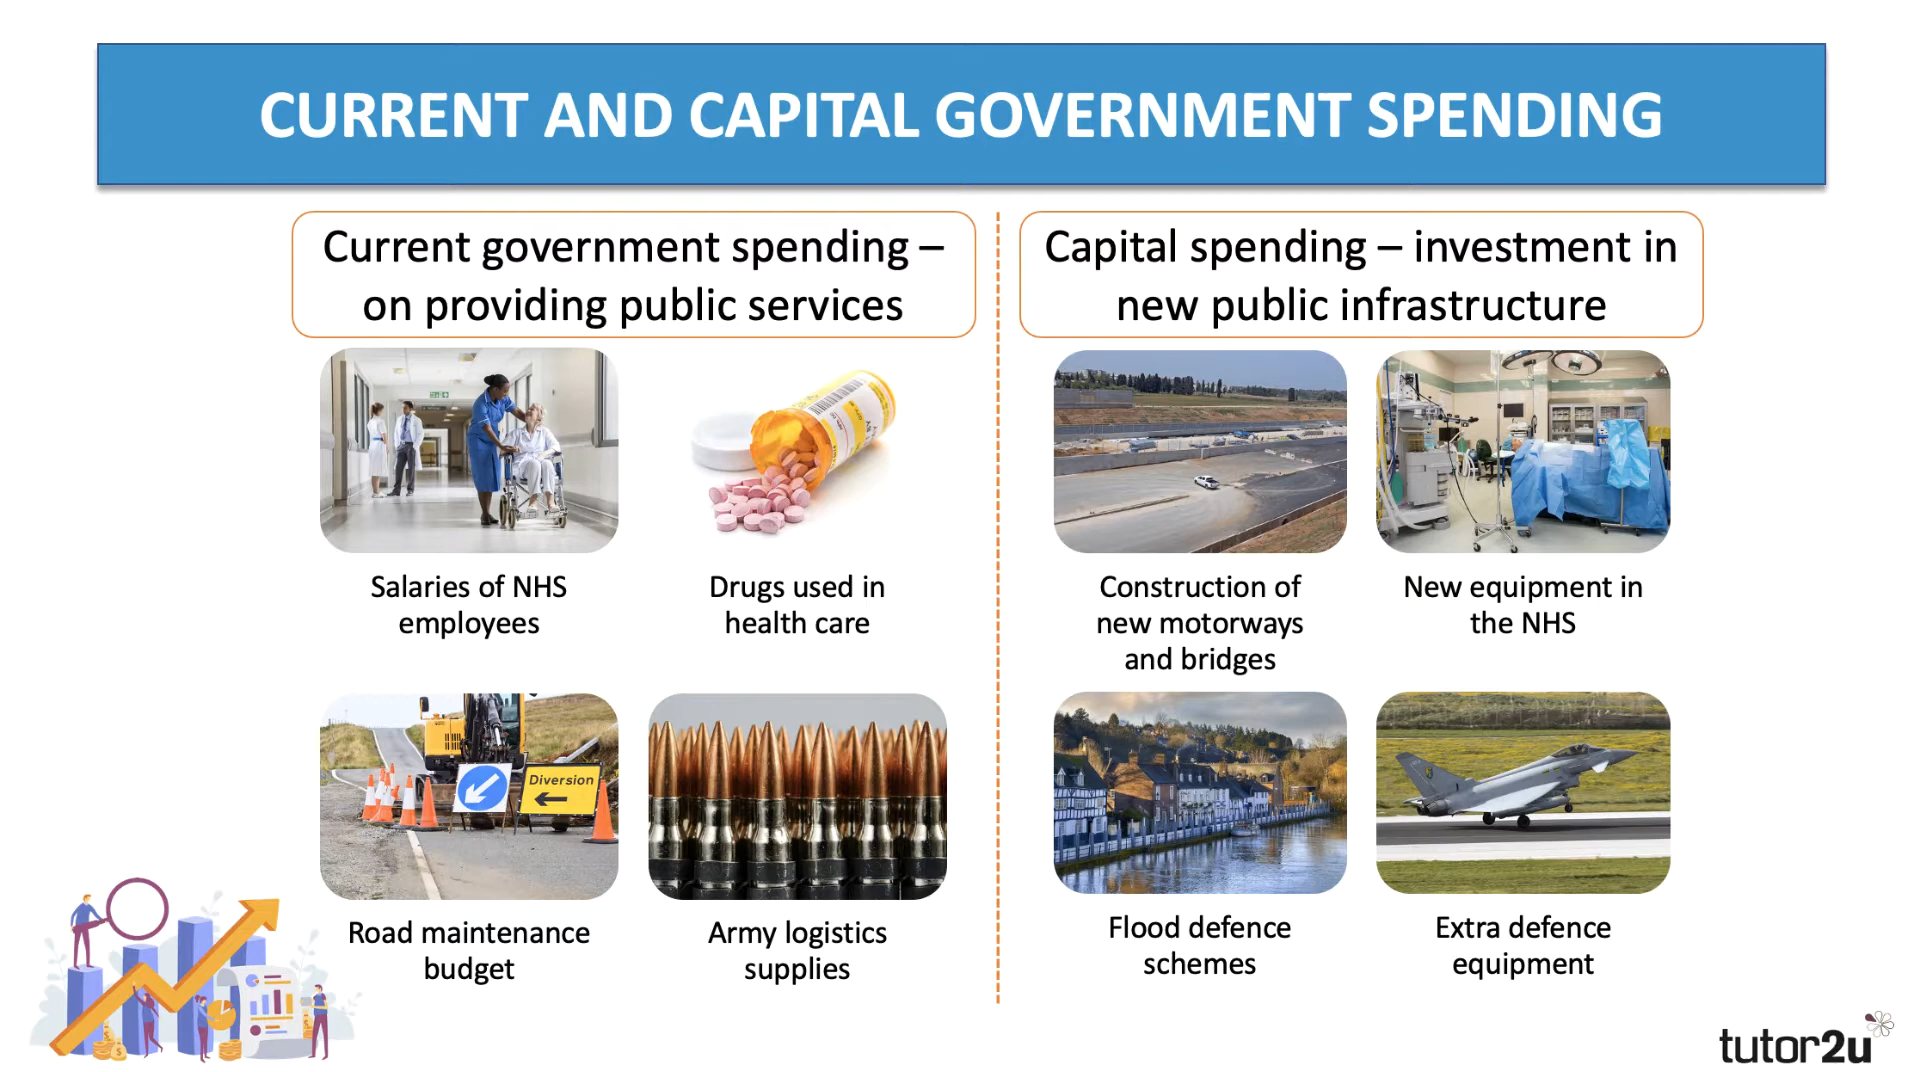 CURRENT AND CAPITAL GOVERNMENT SPENDING
Current government spending –
on providing public services
Salaries of NHS
employees
Drugs used in
health care
Diversion
Road maintenance
budget
Army logistics
supplies
Capital spending – investment in
new public infrastructure
Construction of
new motorways
and bridges
New equipment in
the NHS
Flood defence
schemes
Extra defence
equipment
tutor2u